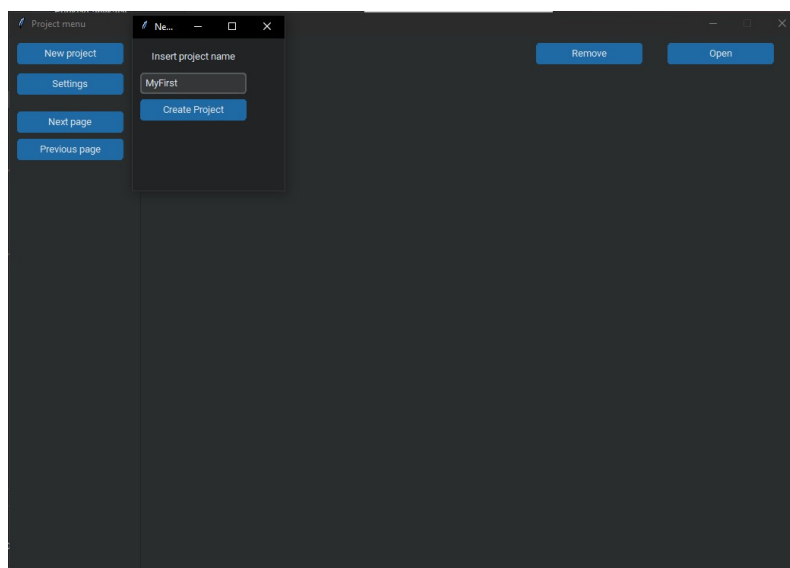 Project menu
Ne...
New project
Insert project name
Remove
Open
Settings
MyFirst
Create Project
Next page
Previous page